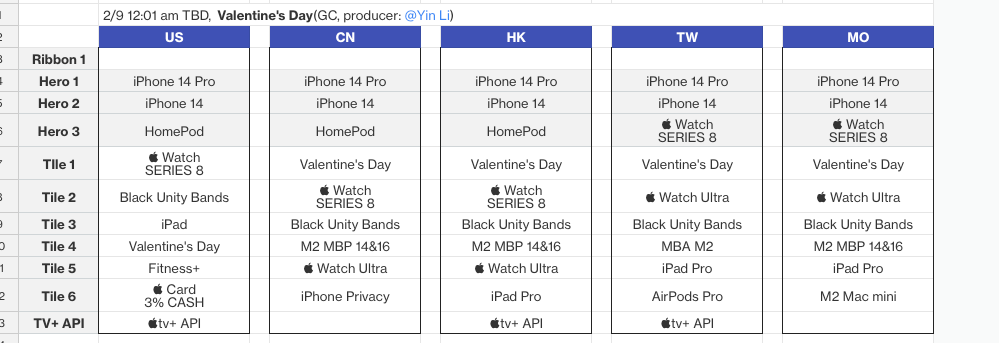 2/9 12:01 am TBD, Valentine's Day(GC, producer: @Yin Li)
US CN HK TW MO
Ribbon 1
Hero 1 iPhone 14 Pro iPhone 14 Pro iPhone 14 Pro iPhone 14 Pro iPhone 14 Pro
Hero 2 iPhone 14 iPhone 14 iPhone 14 iPhone 14 iPhone 14
Hero 3 HomePod HomePod HomePod  Watch SERIES 8  Watch SERIES 8
TIle 1  Watch SERIES 8 Valentine's Day Valentine's Day Valentine's Day Valentine's Day
Tile 2 Black Unity Bands  Watch SERIES 8  Watch SERIES 8  Watch Ultra  Watch Ultra
Tile 3 iPad Black Unity Bands Black Unity Bands Black Unity Bands Black Unity Bands
Tile 4 Valentine's Day M2 MBP 14&16 M2 MBP 14&16 MBA M2 M2 MBP 14&16
Tile 5 Fitness+  Watch Ultra  Watch Ultra iPad Pro iPad Pro
Tile 6  Card 3% CASH iPhone Privacy iPad Pro AirPods Pro M2 Mac mini
TV+ API tv+ API tv+ API tv+ API